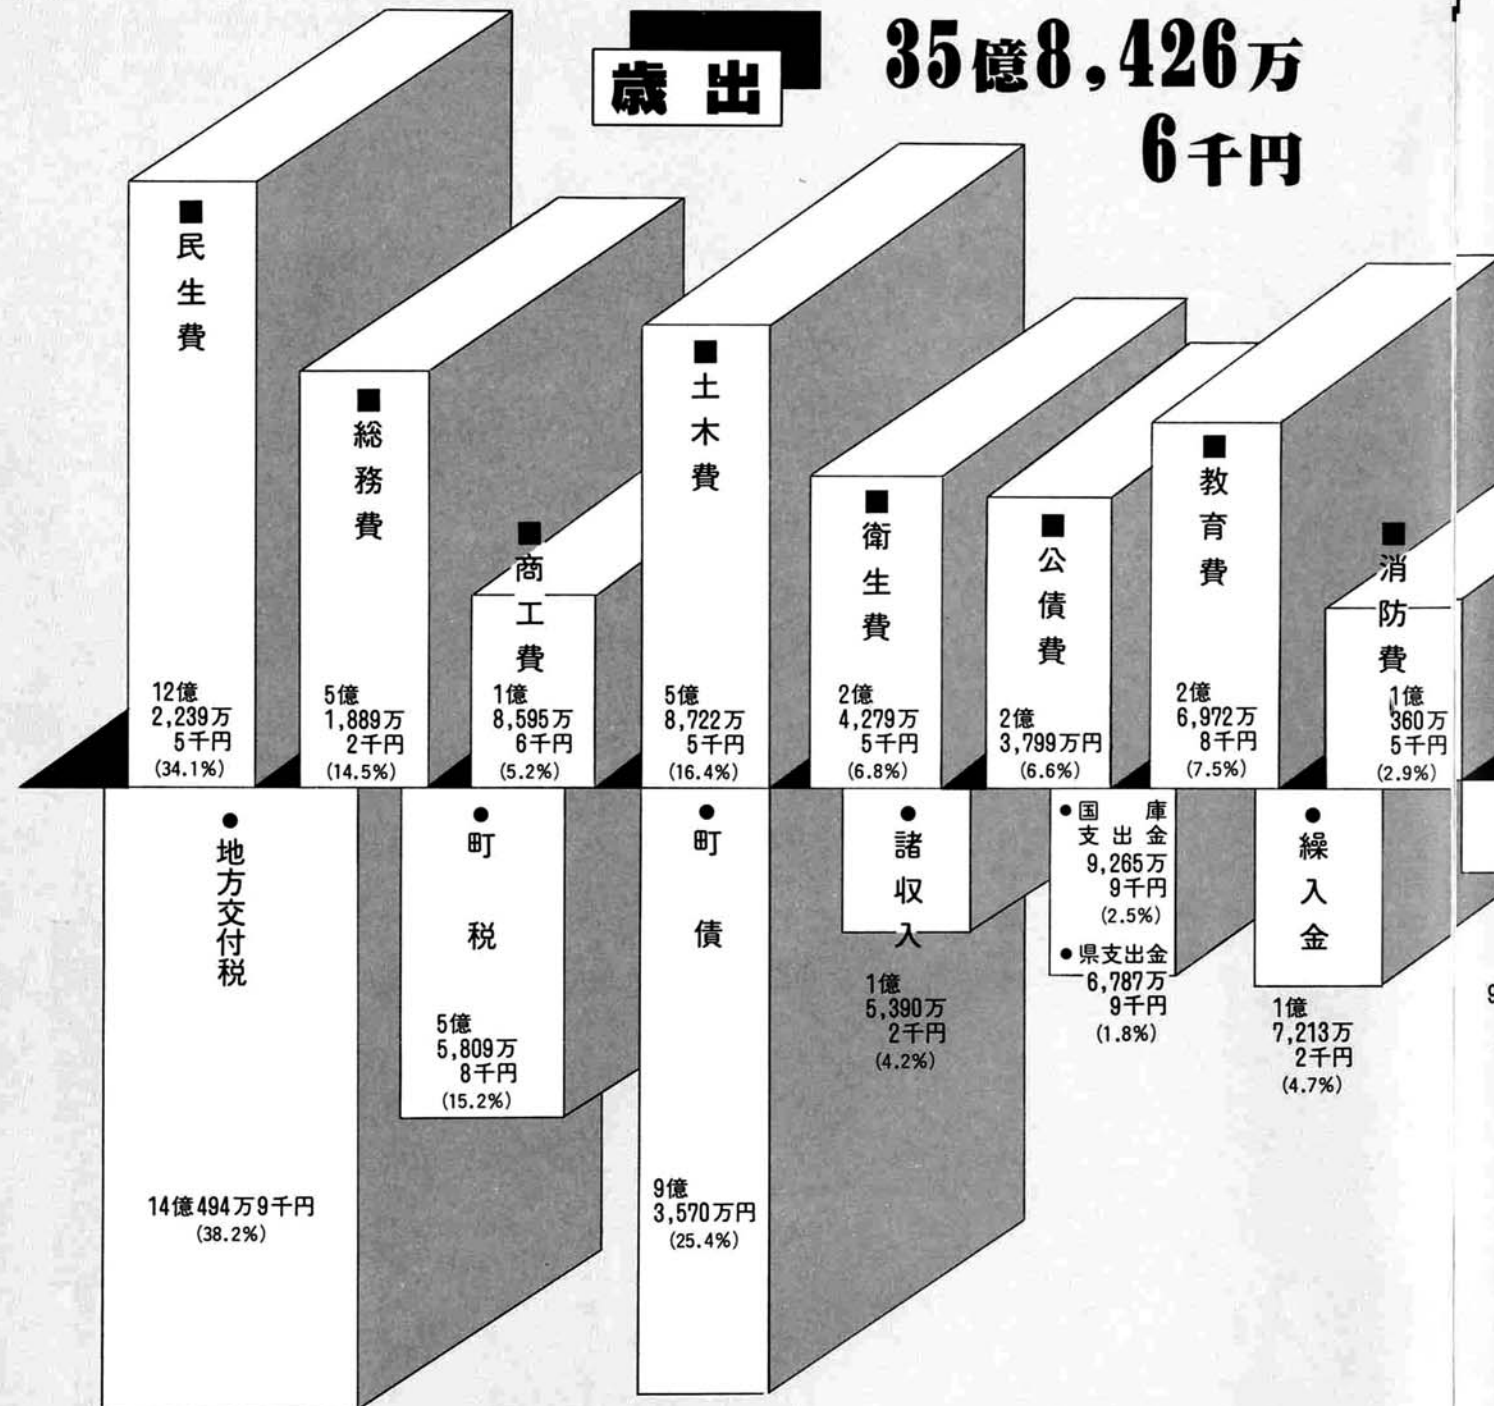 歳出
35億8,426万
6千円
■民生費
12億
2,239万
5千円
(34.1%)
■総務費
5億
1,889万
2千円
(14.5%)
■商工費
1億
8,595万
6千円
(5.2%)
■土木費
5億
8,722万
5千円
(16.4%)
■衛生費
2億
4,279万
5千円
(6.8%)
■公債費
2億
3,799万円
(6.6%)
■教育費
2億
6,972万
8千円
(7.5%)
■消防費
1億
360万
5千円
(2.9%)
●地方交付税
14億494万9千円
(38.2%)
●町税
5億
5,809万
8千円
(15.2%)
●町債
9億
3,570万円
(25.4%)
●諸収入
1億
5,390万
2千円
(4.2%)
●国庫
支出金
9,265万
9千円
(2.5%)
●県支出金
6,787万
9千円
(1.8%)
●繰入金
1億
7,213万
2千円
(4.7%)